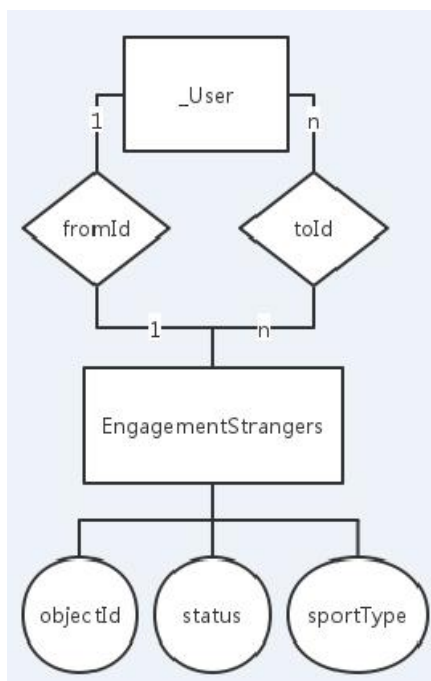 _User
1
n
fromId
toId
1
n
EngagementStrangers
objectId
status
sportType